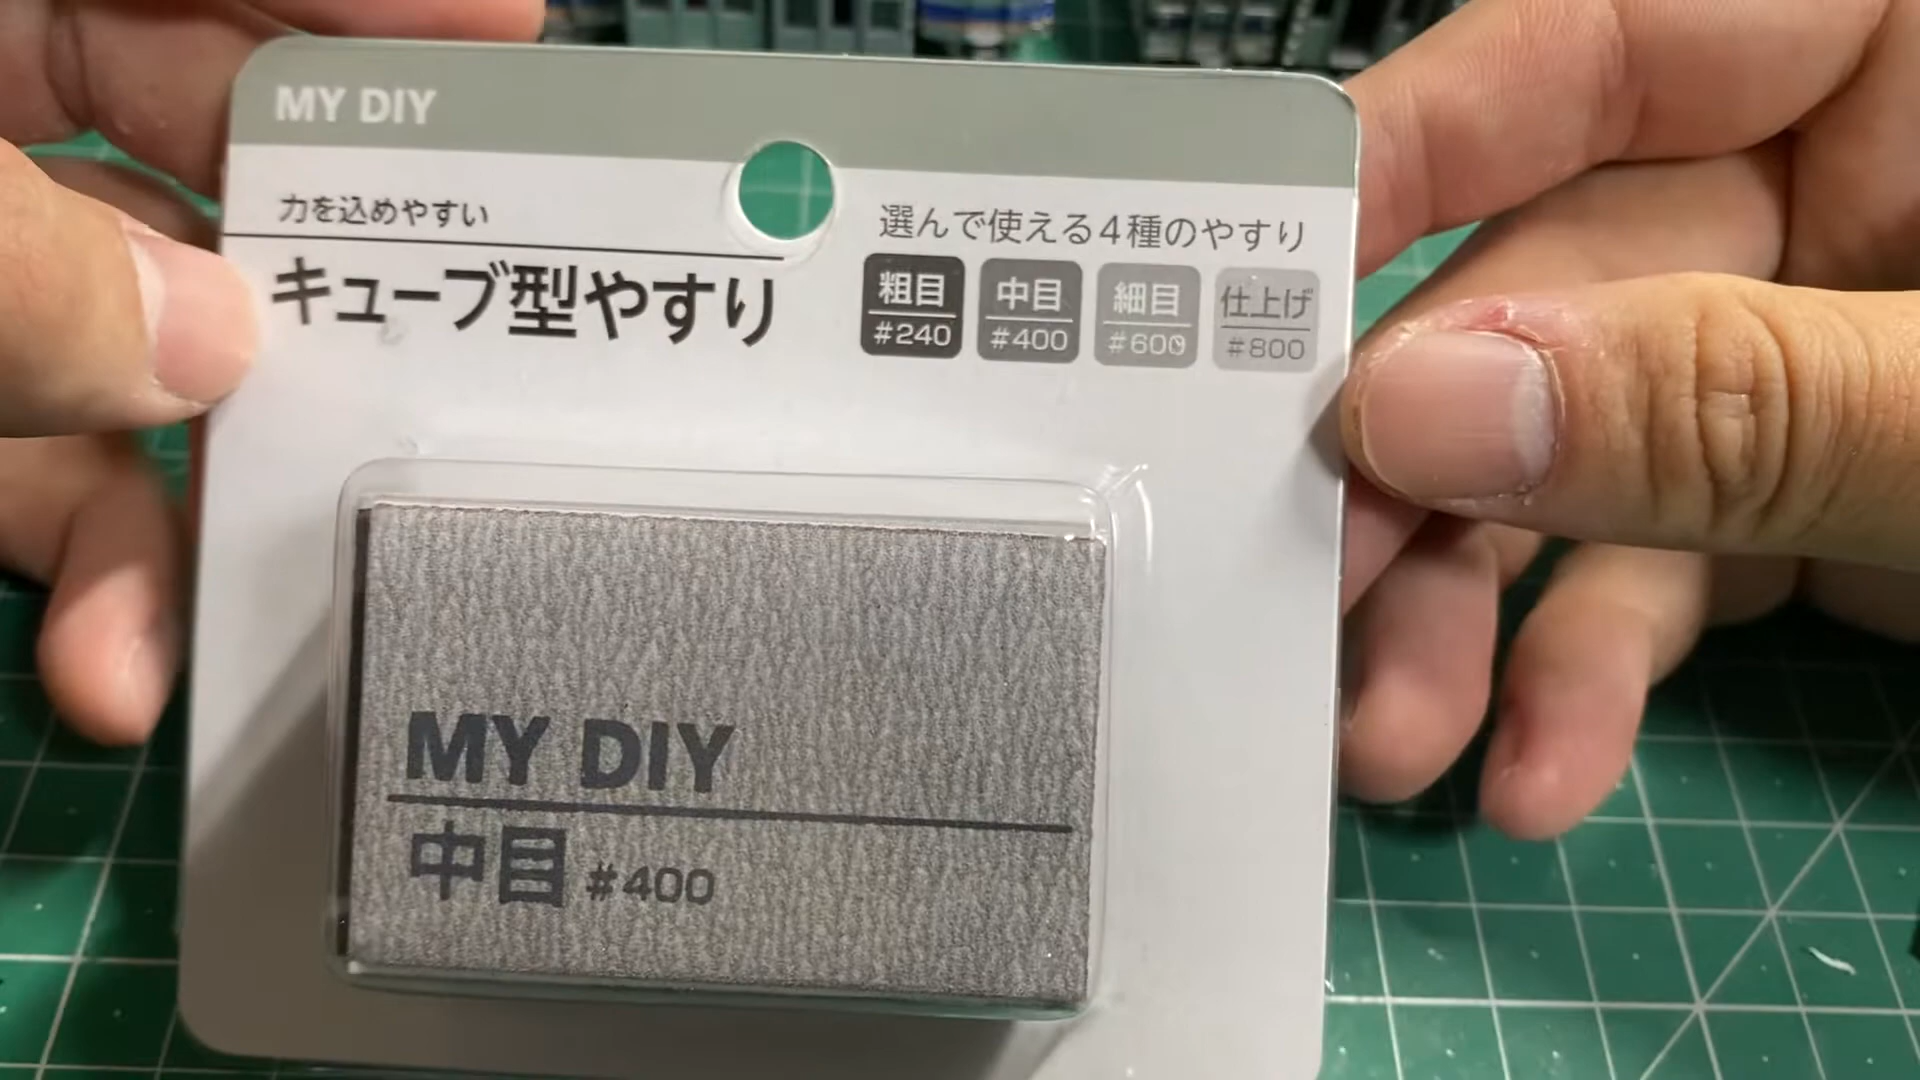 MY DIY
力を込めやすい
キューブ型やすり
選んで使える4種のやすり
粗目 中目 細目 仕上げ
#240 #400 #600 #800
MY DIY
中目 #400